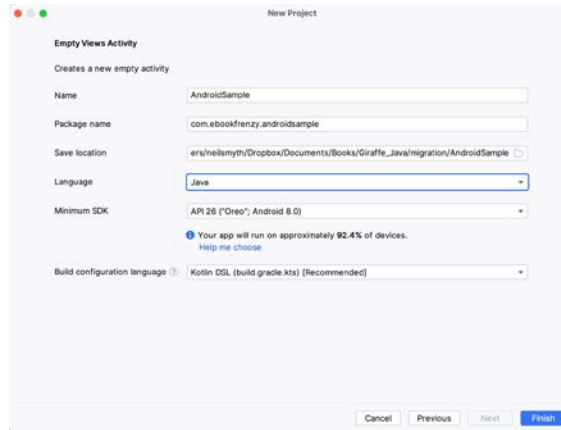 New Project
Empty Views Activity
Creates a new empty activity
Name AndroidSample
Package name com.ebookfrenzy.androidsample
Save location ers/neilsmyth/Dropbox/Documents/Books/Giraffe_Java/migration/AndroidSample
Language Java
Minimum SDK API 26 ("Oreo"; Android 8.0)
Your app will run on approximately 92.4% of devices.
Help me choose
Build configuration language Kotlin DSL (build.gradle.kts) [Recommended]
Cancel Previous Next Finish